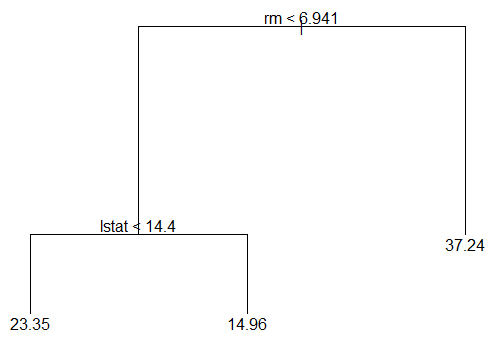 rm < 6.941
lstat < 14.4
37.24
23.35
14.96